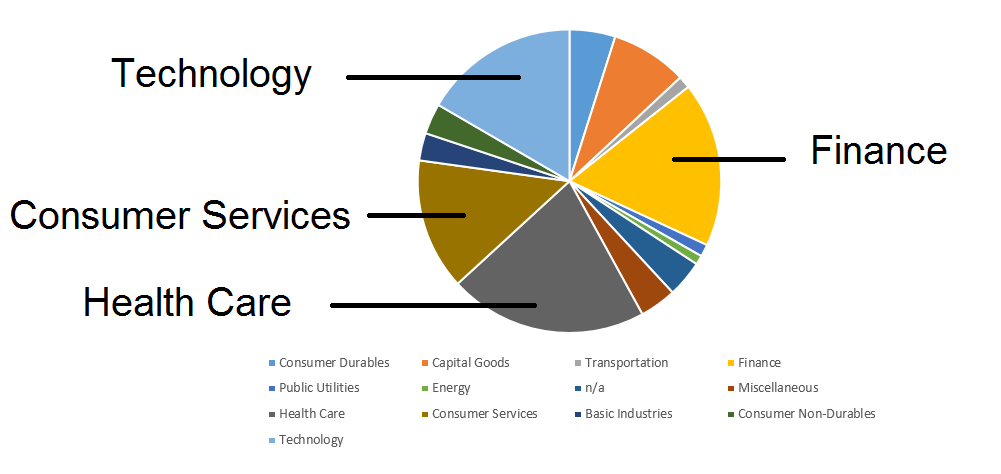 Technology
Finance
Consumer Services
Health Care
Consumer Durables Capital Goods Transportation Finance
Public Utilities Energy n/a Miscellaneous
Health Care Consumer Services Basic Industries Consumer Non-Durables
Technology